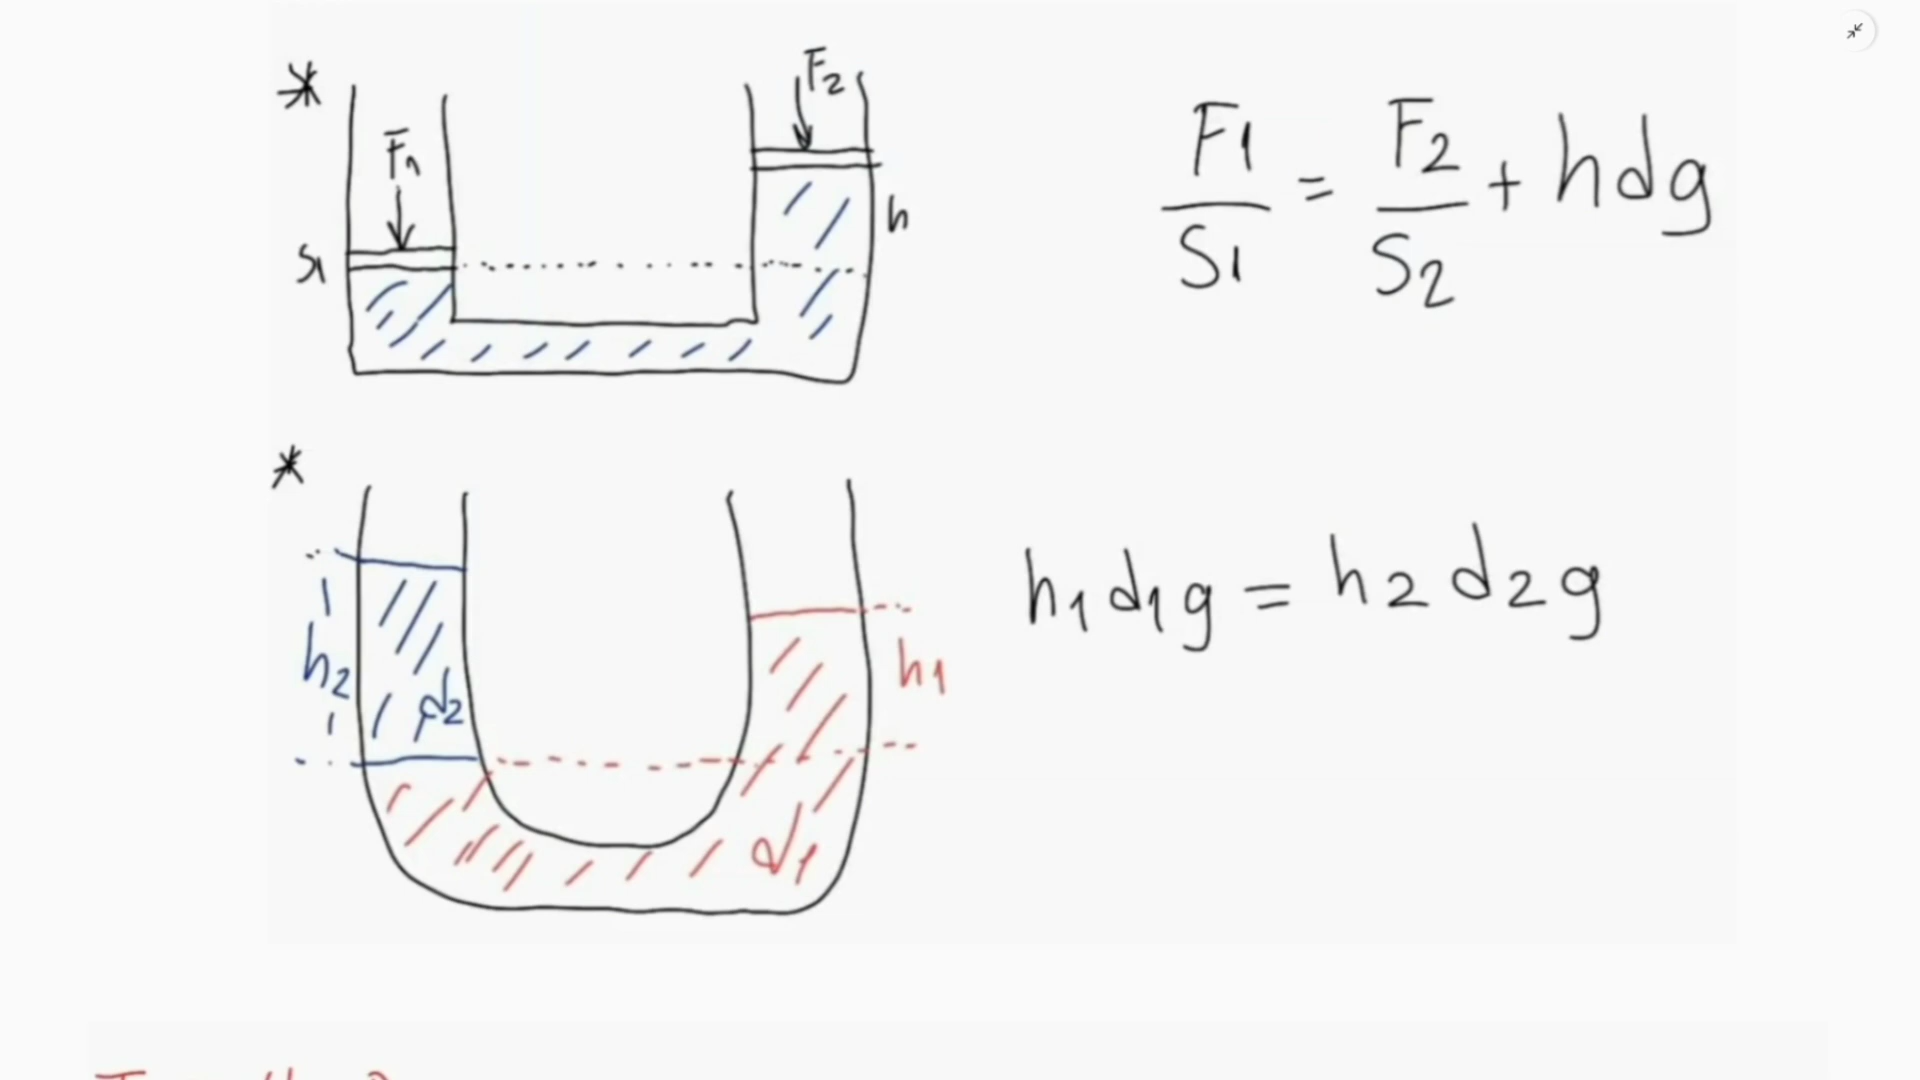 *
F₂
F₁
S₁
h
F₁/S₁ = F₂/S₂ + hdg
*
h₂
d₂
h₁
d₁
h₁d₁g = h₂d₂g